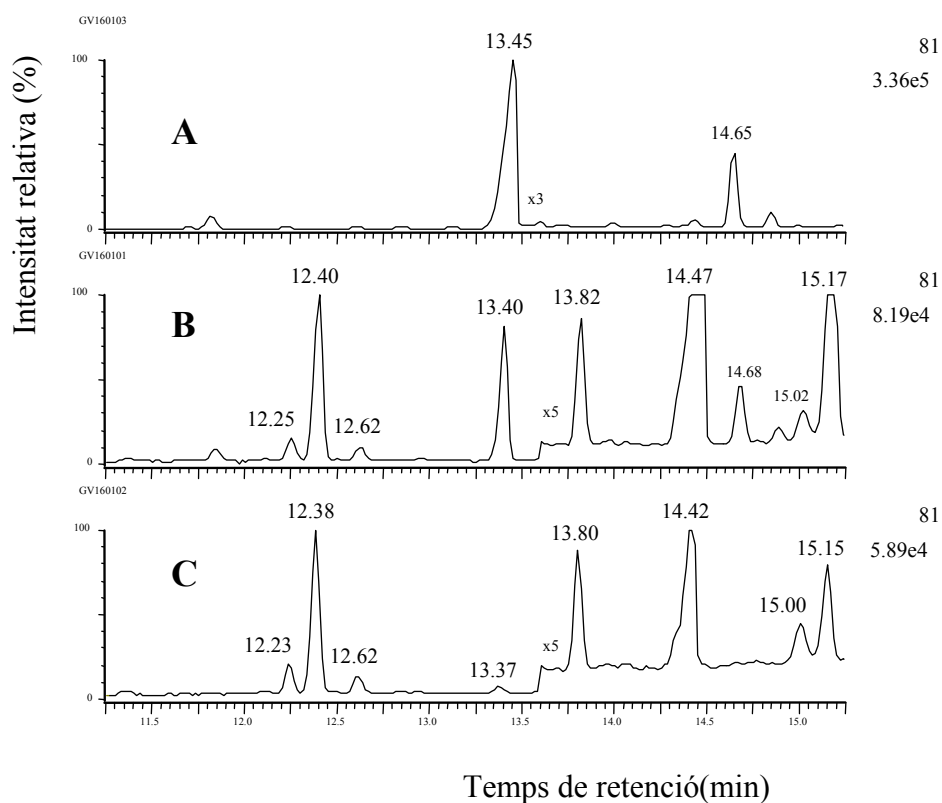 GV160103
Intensitat relativa (%)
100
0
A
13.45
x3
14.65
81
3.36e5
GV160101
100
0
B
12.25
12.40
12.62
13.40
x5
13.82
14.47
14.68
15.02
15.17
81
8.19e4
GV160102
100
0
C
12.23
12.38
12.62
13.37
x5
13.80
14.42
15.00
15.15
81
5.89e4
11.5 12.0 12.5 13.0 13.5 14.0 14.5 15.0
Temps de retenció(min)